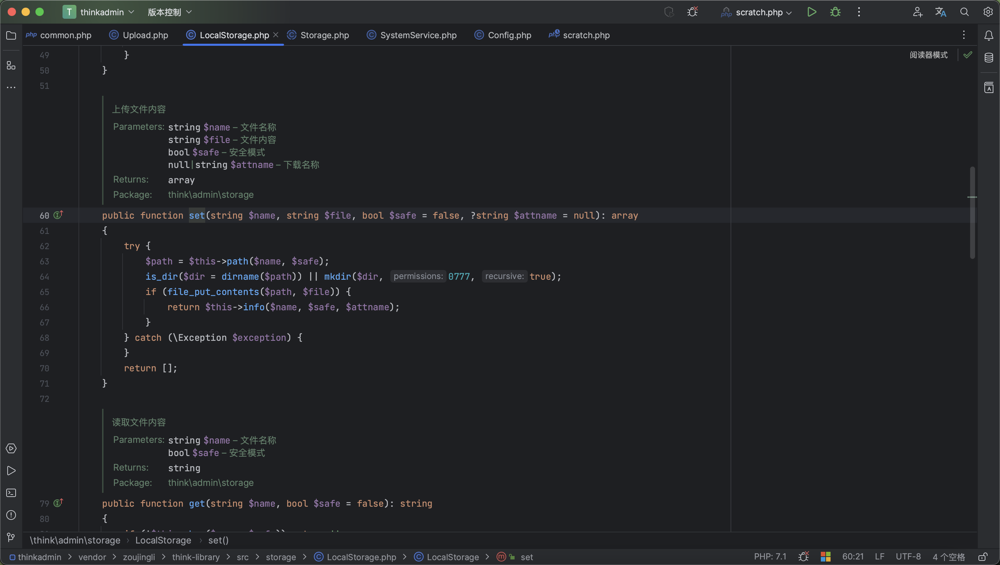 T thinkadmin 版本控制 php scratch.php
php common.php Upload.php LocalStorage.php Storage.php SystemService.php Config.php php scratch.php
阅读器模式
49 }
50 }
51
上传文件内容
Parameters: string $name – 文件名称
string $file – 文件内容
bool $safe – 安全模式
null|string $attname – 下载名称
Returns: array
Package: think\admin\storage
60 public function set(string $name, string $file, bool $safe = false, ?string $attname = null): array
61 {
62 try {
63 $path = $this->path($name, $safe);
64 is_dir($dir = dirname($path)) || mkdir($dir, permissions: 0777, recursive: true);
65 if (file_put_contents($path, $file)) {
66 return $this->info($name, $safe, $attname);
67 }
68 } catch (\Exception $exception) {
69 }
70 return [];
71 }
72
读取文件内容
Parameters: string $name – 文件名称
bool $safe – 安全模式
Returns: string
Package: think\admin\storage
79 public function get(string $name, bool $safe = false): string
80 {
\think\admin\storage › LocalStorage › set()
thinkadmin > vendor > zoujingli > think-library > src > storage > LocalStorage.php > LocalStorage > m set PHP: 7.1 60:21 LF UTF-8 4 个空格